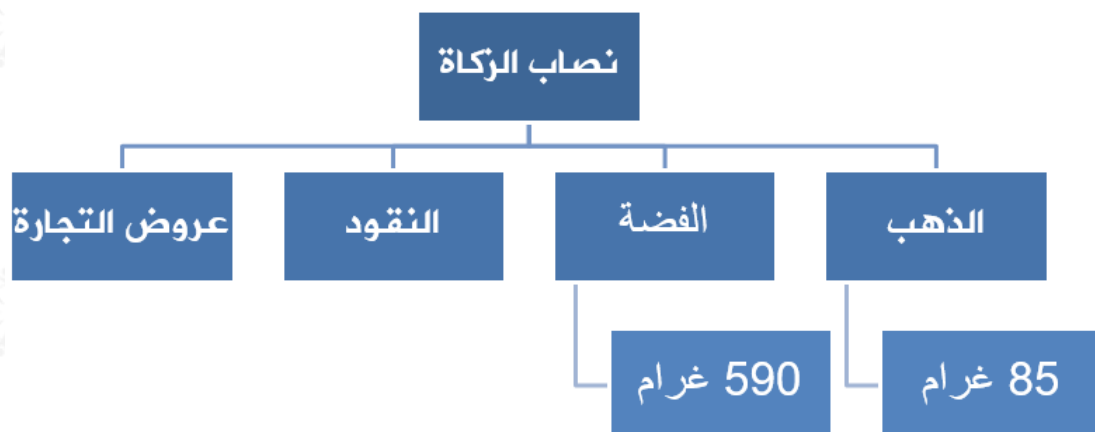 نصاب الزكاة
الذهب
الفضة
النقود
عروض التجارة
85 غرام
590 غرام